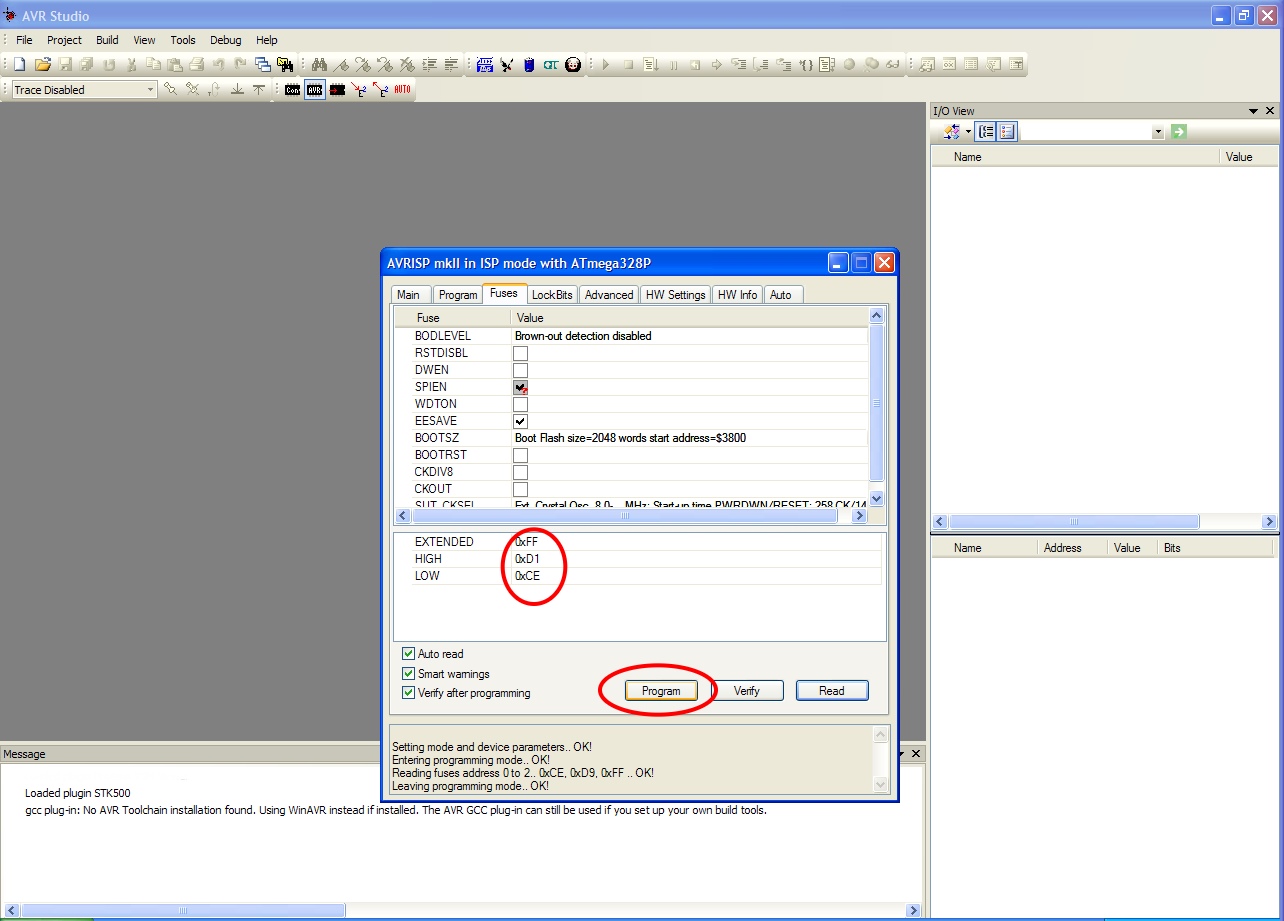 AVR Studio
File Project Build View Tools Debug Help
Trace Disabled
Con AVR AUTO
I/O View
Name Value
AVRISP mkII in ISP mode with ATmega328P
Main Program Fuses LockBits Advanced HW Settings HW Info Auto
Fuse Value
BODLEVEL Brown-out detection disabled
RSTDISBL
DWEN
SPIEN
WDTON
EESAVE
BOOTSZ Boot Flash size=2048 words start address=$3800
BOOTRST
CKDIV8
CKOUT
SUT_CKSEL Ext. Crystal Osc. 8.0- MHz; Start-up time PWRDWN/RESET: 258 CK/14
EXTENDED 0xFF
HIGH 0xD1
LOW 0xCE
Auto read
Smart warnings
Verify after programming
Program Verify Read
Setting mode and device parameters.. OK!
Entering programming mode.. OK!
Reading fuses address 0 to 2.. 0xCE, 0xD9, 0xFF .. OK!
Leaving programming mode.. OK!
Name Address Value Bits
Message
Loaded plugin STK500
gcc plug-in: No AVR Toolchain installation found. Using WinAVR instead if installed. The AVR GCC plug-in can still be used if you set up your own build tools.